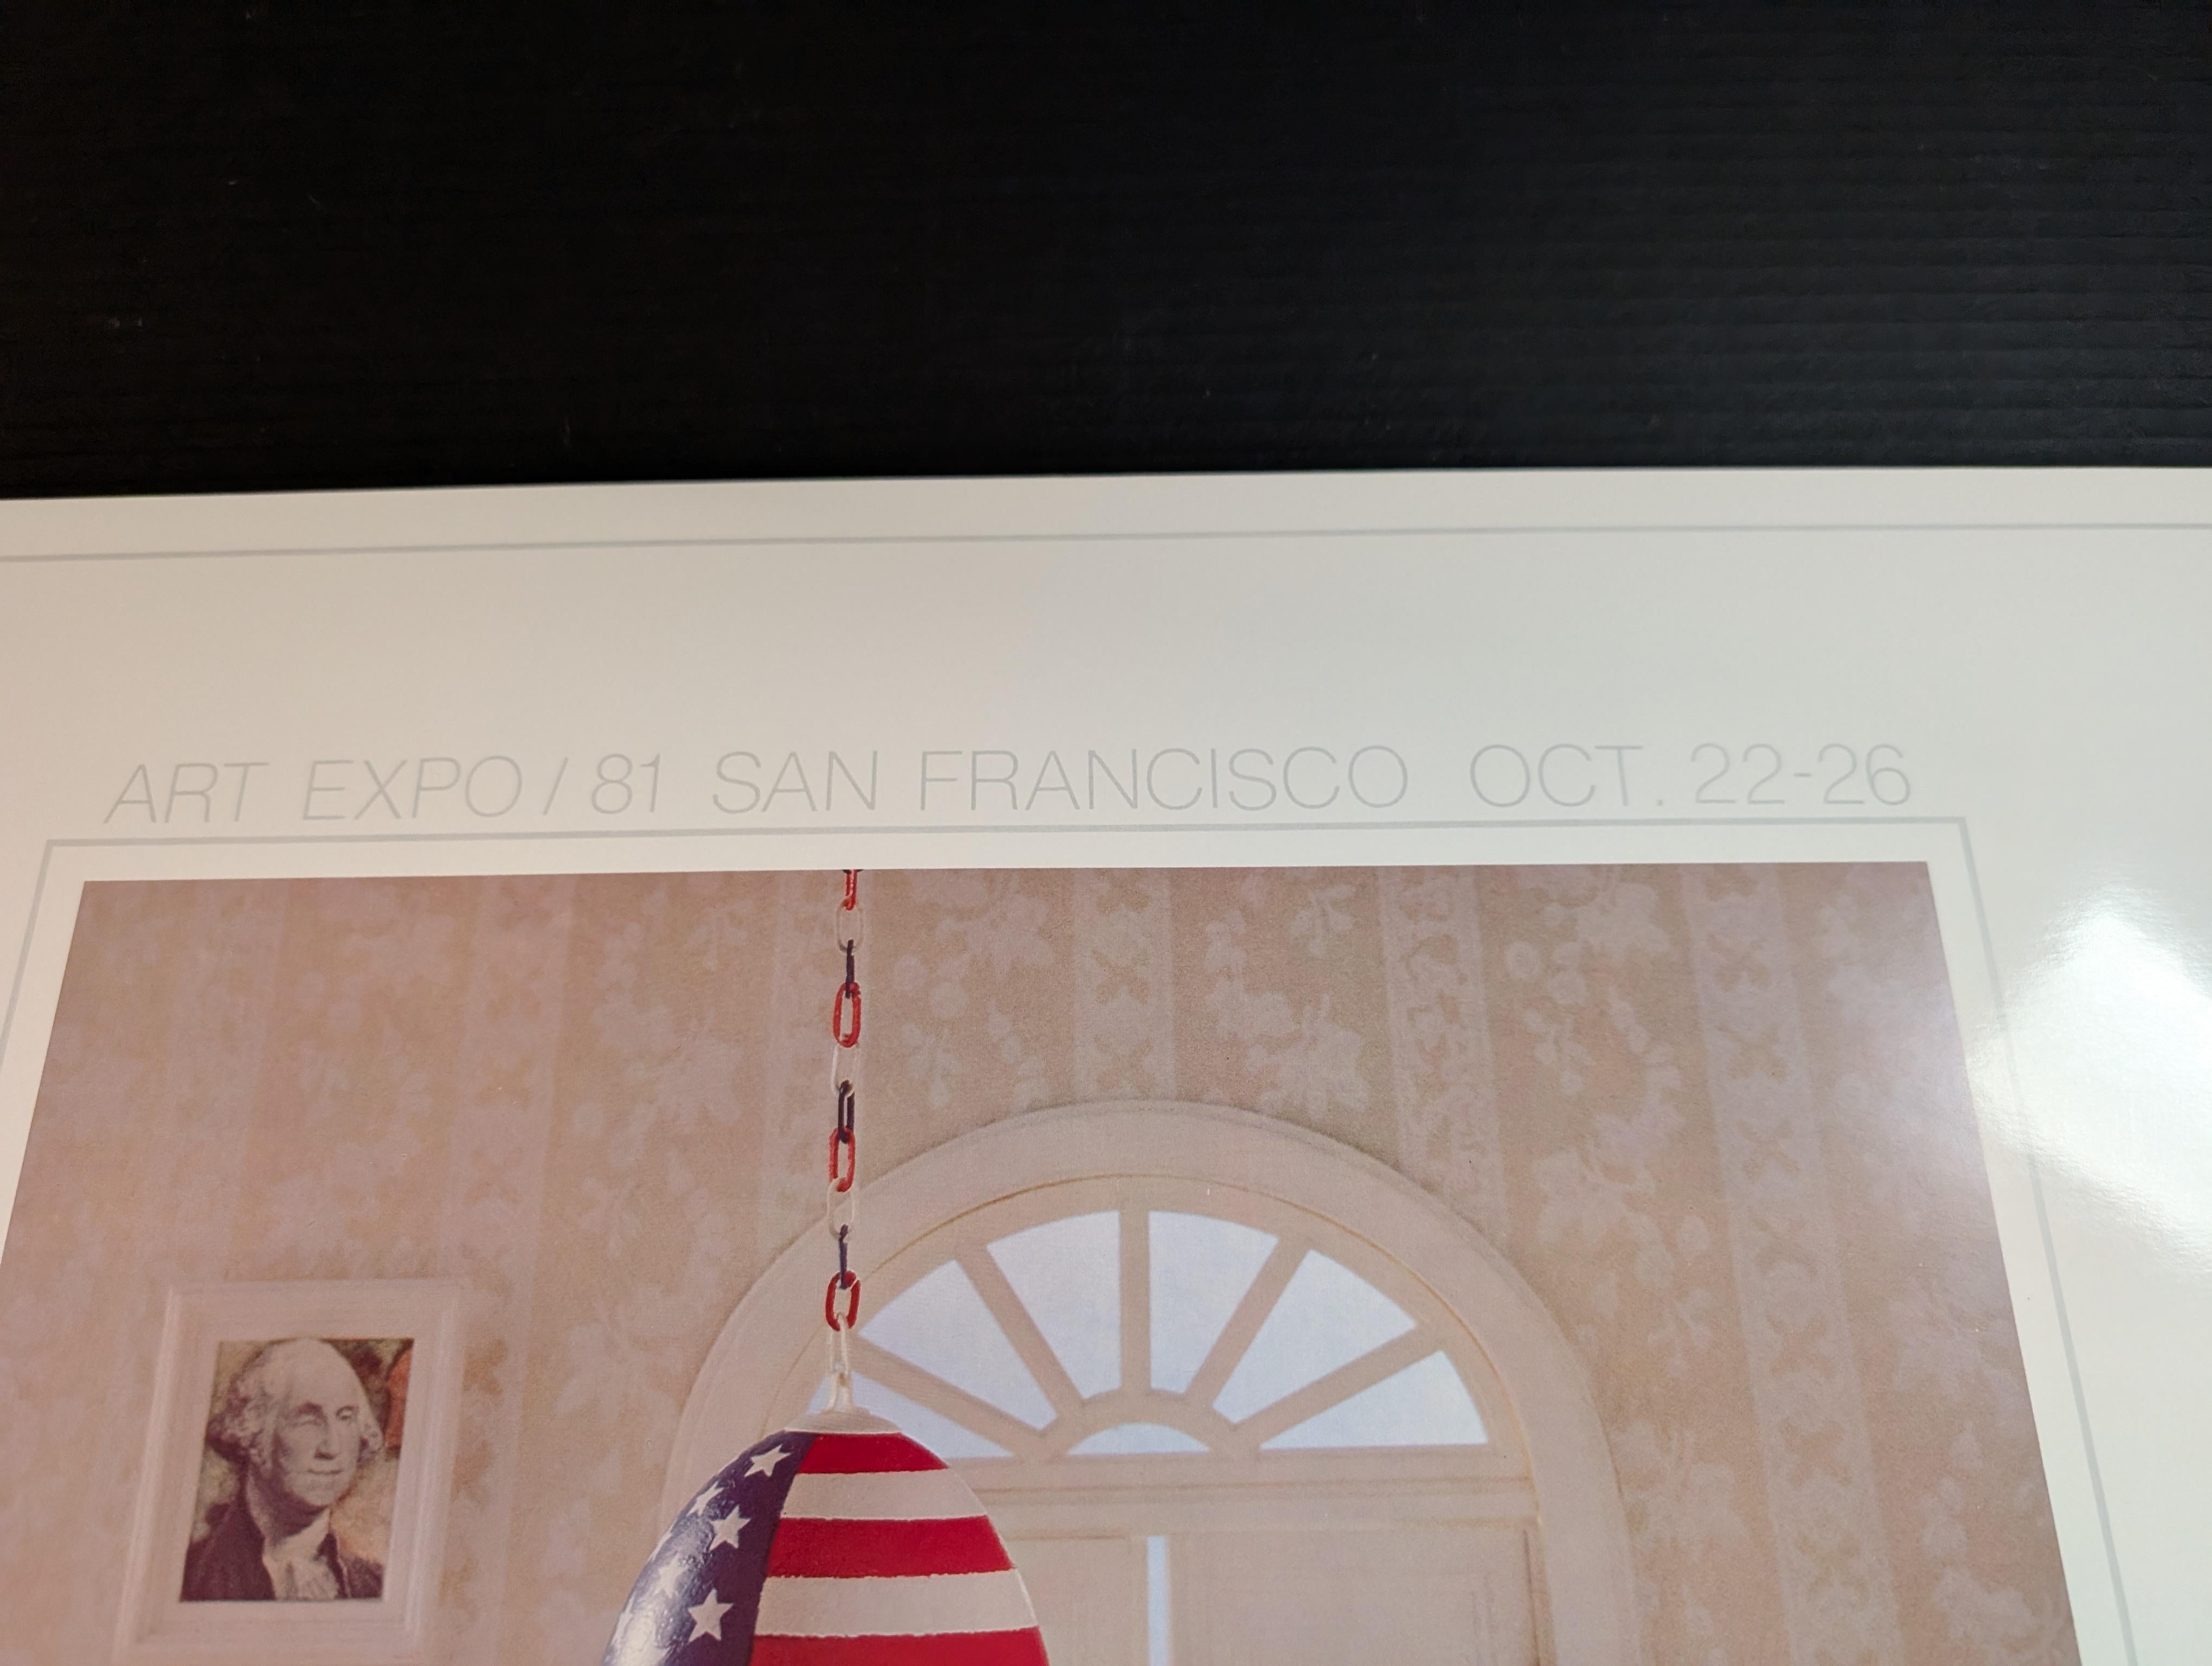 ART EXPO / 81 SAN FRANCISCO OCT. 22-26